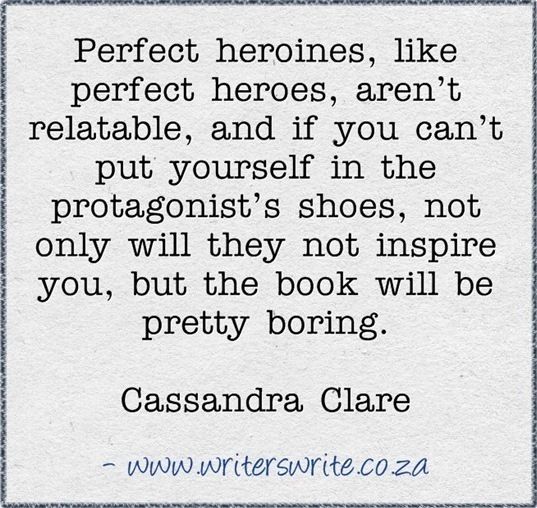 Perfect heroines, like
perfect heroes, aren't
relatable, and if you can't
put yourself in the
protagonist's shoes, not
only will they not inspire
you, but the book will be
pretty boring.
Cassandra Clare
- www.writerswrite.co.za